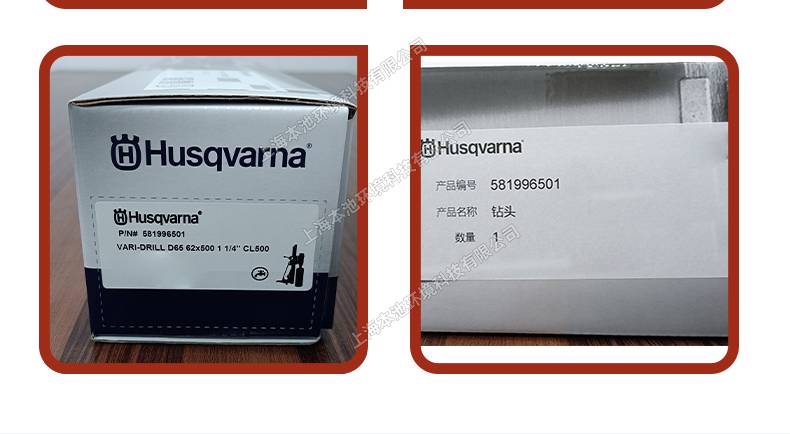 Husqvarna
Husqvarna
P/N# 581996501
VARI-DRILL D65 62x500 1 1/4" CL500
Husqvarna
产品编号 581996501
产品名称 钻头
数量 1
上海本池环境科技有限公司
上海本池环境科技有限公司
上海本池环境科技有限公司